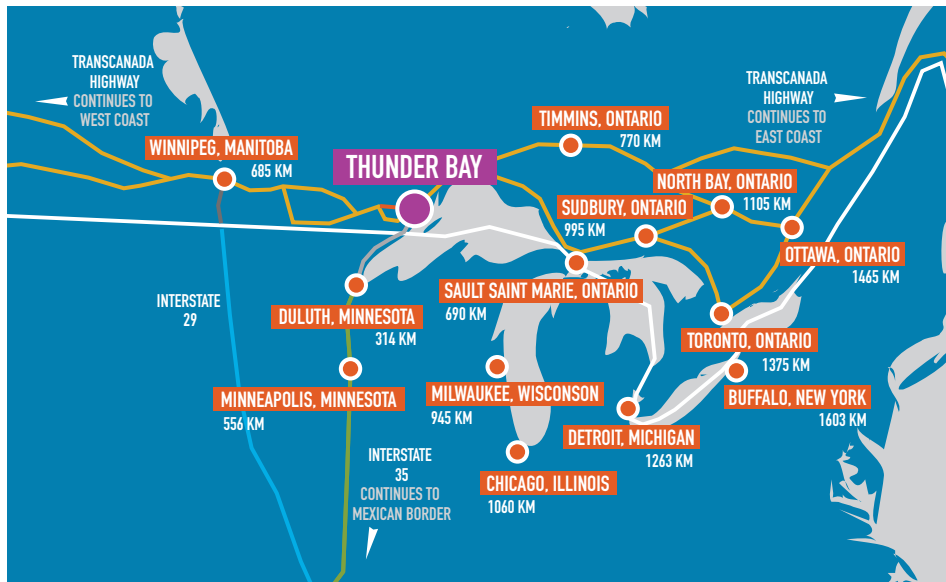 TRANSCANADA
HIGHWAY
CONTINUES TO
WEST COAST
TRANSCANADA
HIGHWAY
CONTINUES TO
EAST COAST
TIMMINS, ONTARIO
770 KM
WINNIPEG, MANITOBA
685 KM
THUNDER BAY
NORTH BAY, ONTARIO
1105 KM
SUDBURY, ONTARIO
995 KM
OTTAWA, ONTARIO
1465 KM
SAULT SAINT MARIE, ONTARIO
690 KM
INTERSTATE
29
DULUTH, MINNESOTA
314 KM
TORONTO, ONTARIO
1375 KM
MINNEAPOLIS, MINNESOTA
556 KM
MILWAUKEE, WISCONSON
945 KM
BUFFALO, NEW YORK
1603 KM
DETROIT, MICHIGAN
1263 KM
INTERSTATE
35
CONTINUES TO
MEXICAN BORDER
CHICAGO, ILLINOIS
1060 KM